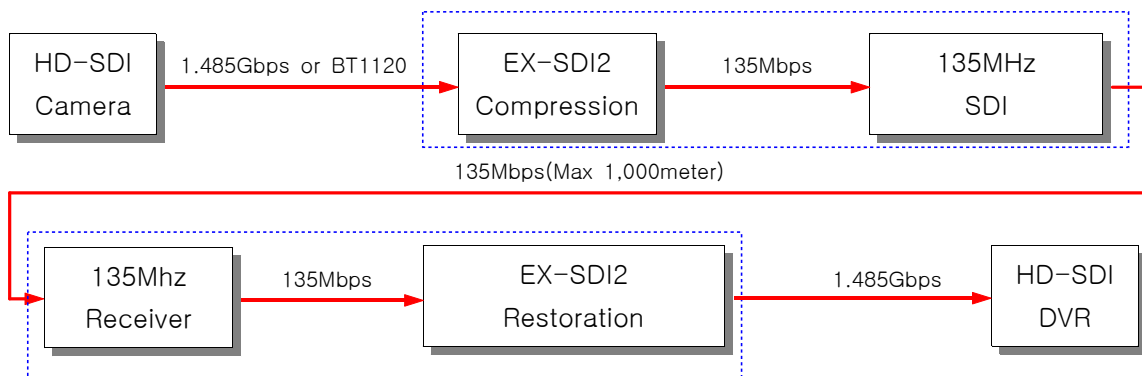 HD-SDI
Camera
1.485Gbps or BT1120
EX-SDI2
Compression
135Mbps
135MHz
SDI
135Mbps(Max 1,000meter)
135Mhz
Receiver
135Mbps
EX-SDI2
Restoration
1.485Gbps
HD-SDI
DVR